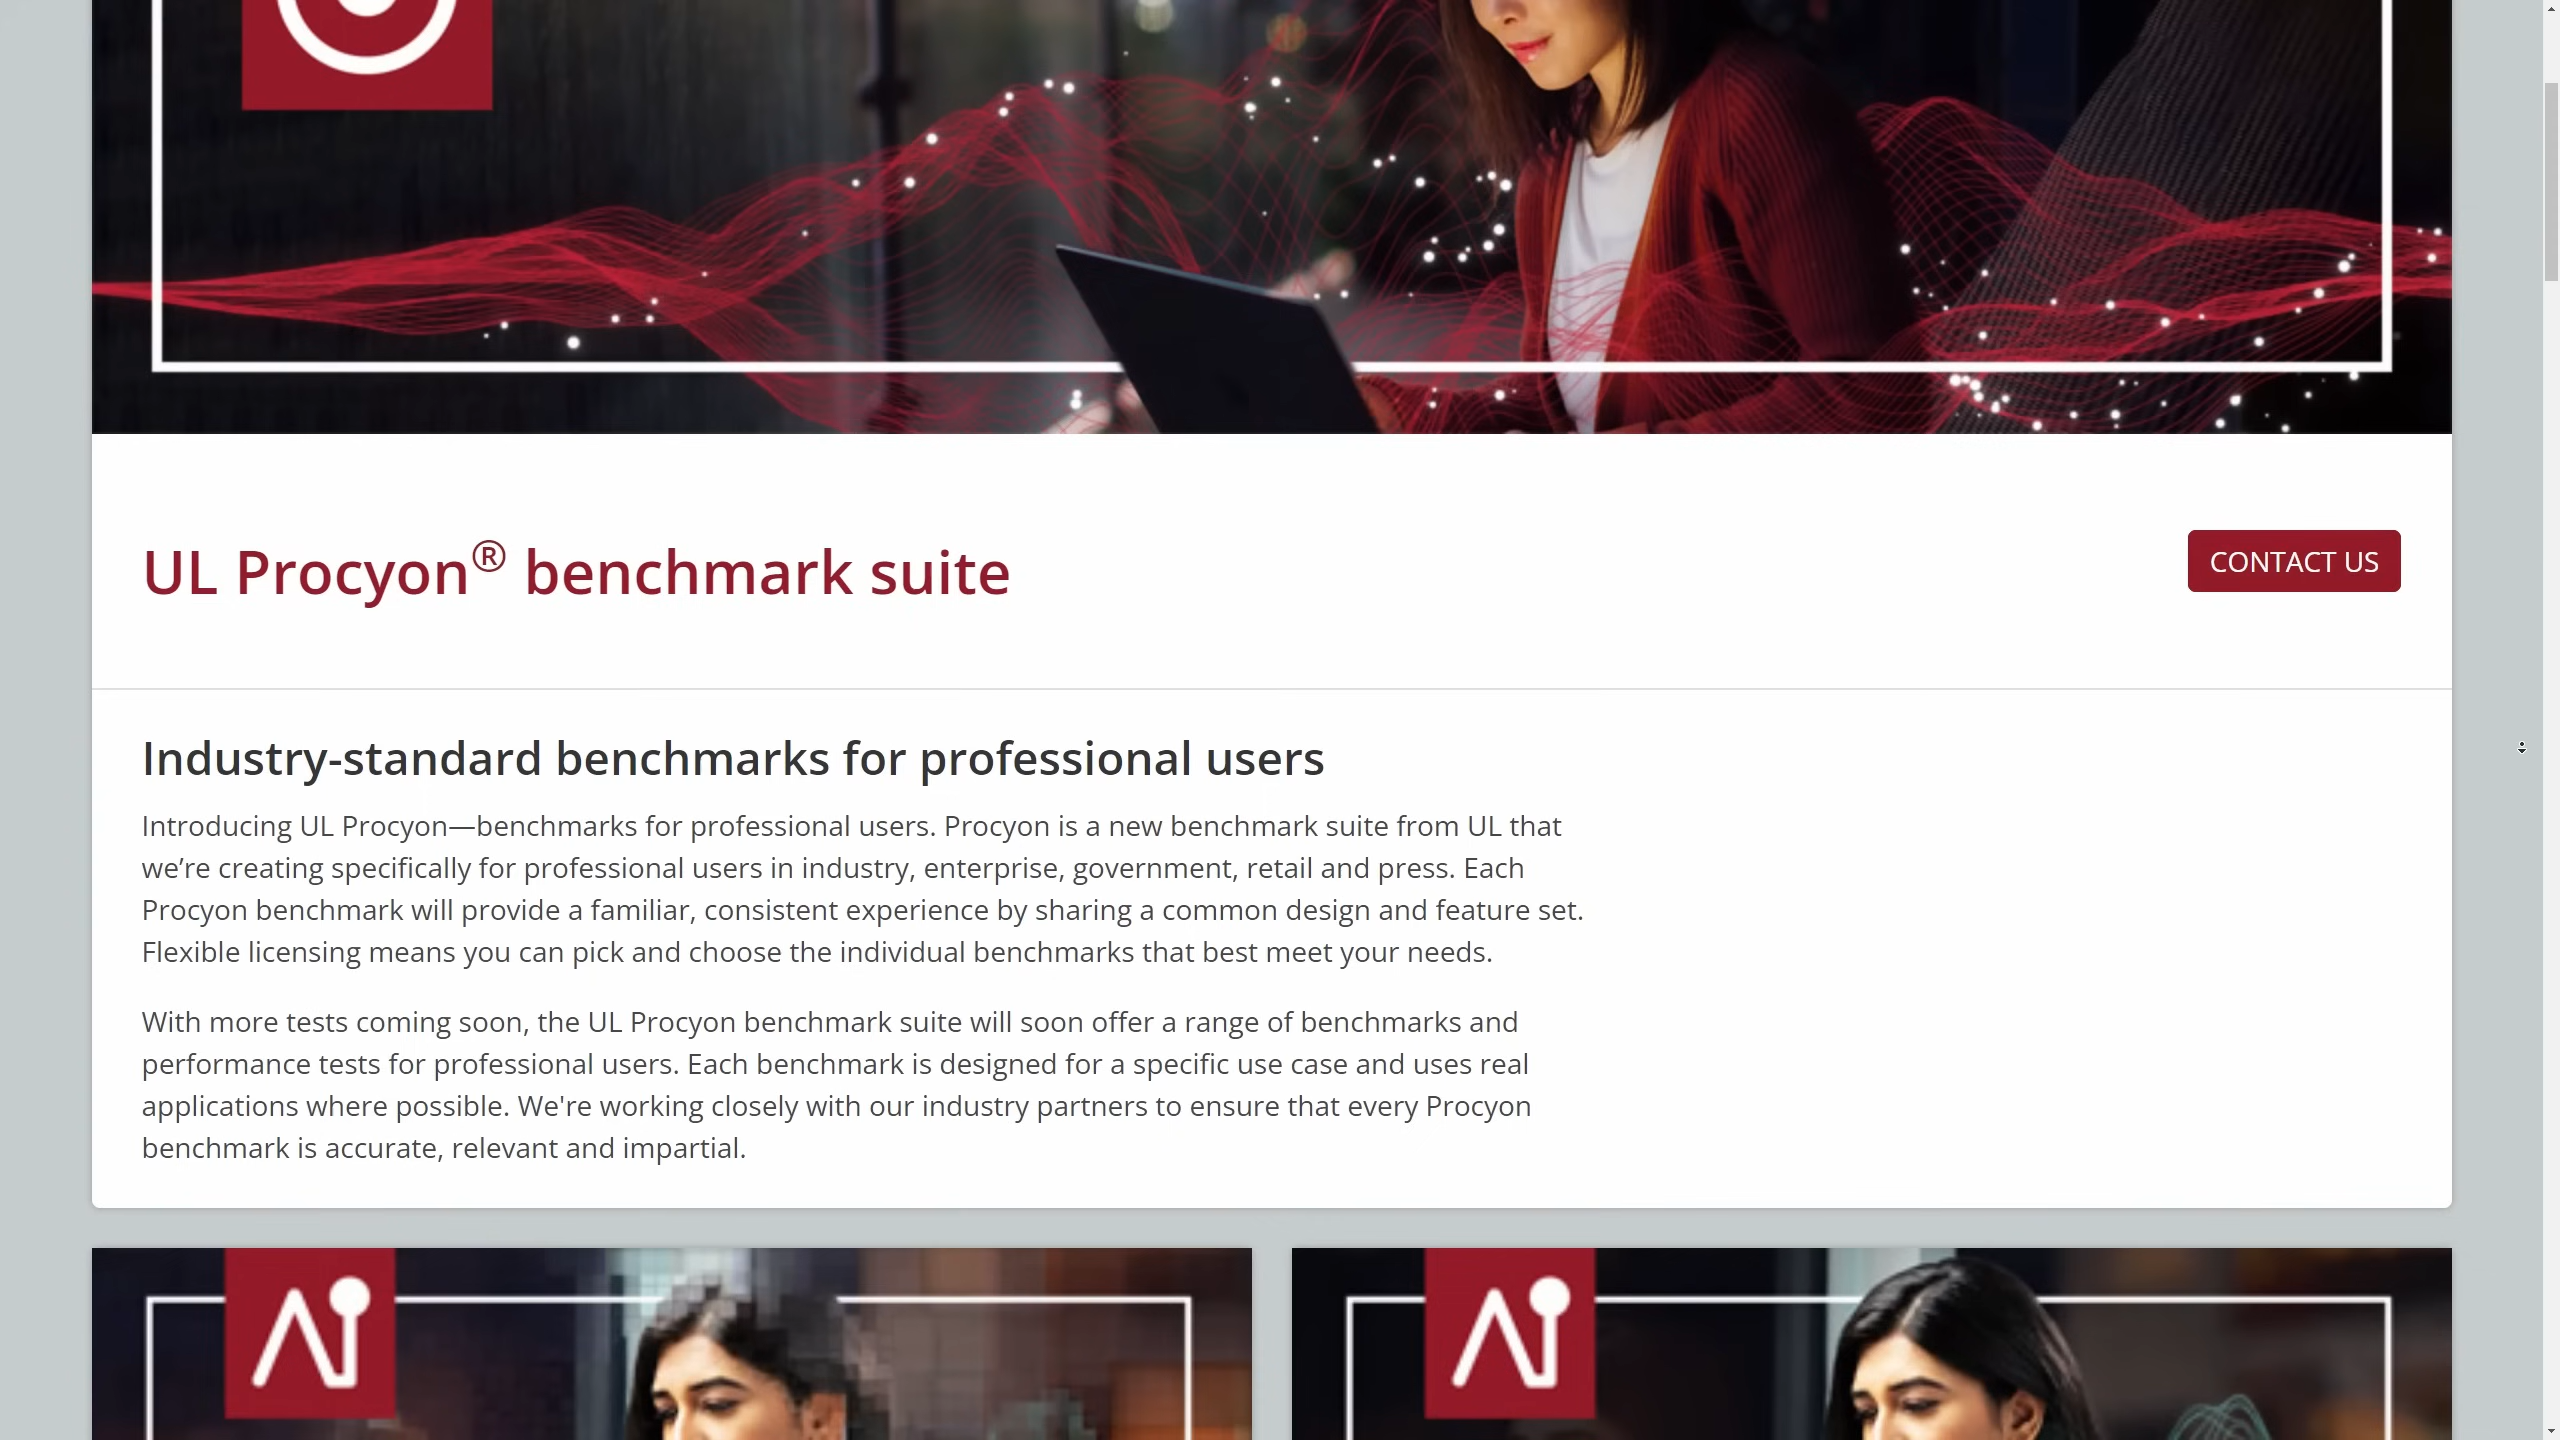 UL Procyon® benchmark suite
CONTACT US
Industry-standard benchmarks for professional users
Introducing UL Procyon—benchmarks for professional users. Procyon is a new benchmark suite from UL that
we’re creating specifically for professional users in industry, enterprise, government, retail and press. Each
Procyon benchmark will provide a familiar, consistent experience by sharing a common design and feature set.
Flexible licensing means you can pick and choose the individual benchmarks that best meet your needs.
With more tests coming soon, the UL Procyon benchmark suite will soon offer a range of benchmarks and
performance tests for professional users. Each benchmark is designed for a specific use case and uses real
applications where possible. We're working closely with our industry partners to ensure that every Procyon
benchmark is accurate, relevant and impartial.
AI
AI